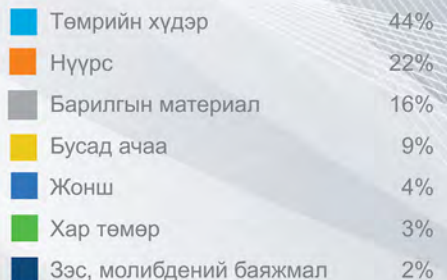 Төмрийн хүдэр 44%
Нүүрс 22%
Барилгын материал 16%
Бусад ачаа 9%
Жонш 4%
Хар төмөр 3%
Зэс, молибдений баяжмал 2%